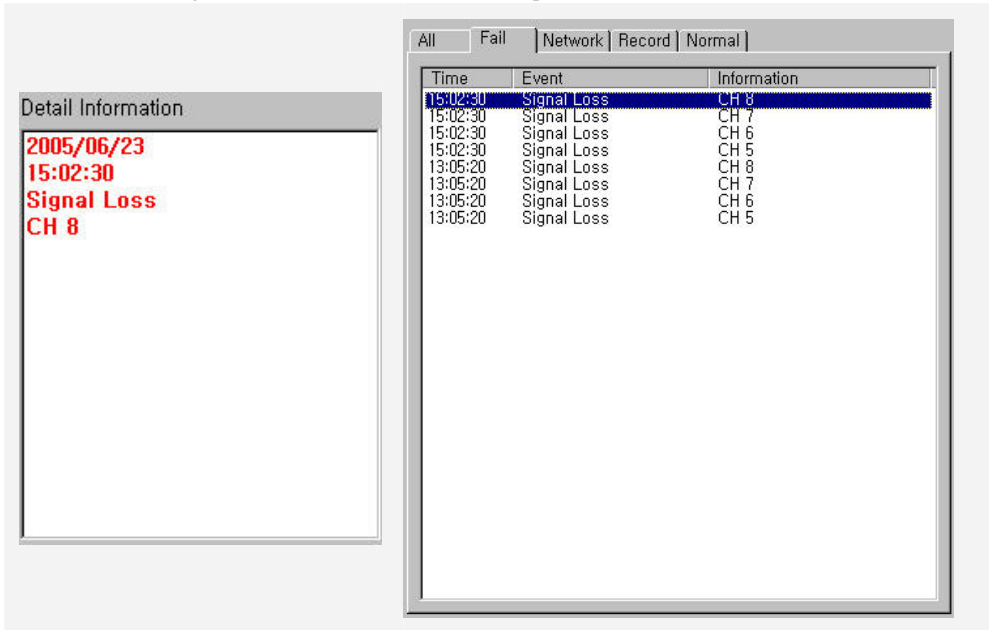 Detail Information
2005/06/23
15:02:30
Signal Loss
CH 8
All Fail Network Record Normal
Time Event Information
15:02:30 Signal Loss CH 8
15:02:30 Signal Loss CH 7
15:02:30 Signal Loss CH 6
15:02:30 Signal Loss CH 5
13:05:20 Signal Loss CH 8
13:05:20 Signal Loss CH 7
13:05:20 Signal Loss CH 6
13:05:20 Signal Loss CH 5